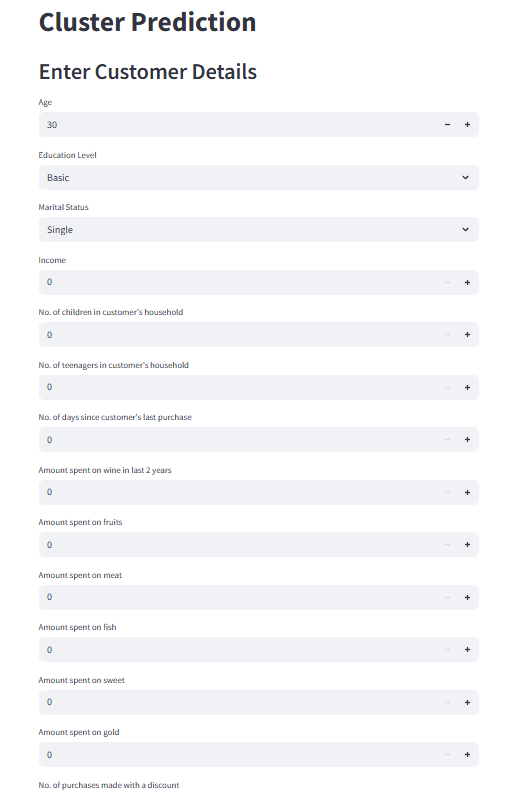 Cluster Prediction
Enter Customer Details
Age
30
Education Level
Basic
Marital Status
Single
Income
0
No. of children in customer's household
0
No. of teenagers in customer's household
0
No. of days since customer's last purchase
0
Amount spent on wine in last 2 years
0
Amount spent on fruits
0
Amount spent on meat
0
Amount spent on fish
0
Amount spent on sweet
0
Amount spent on gold
0
No. of purchases made with a discount